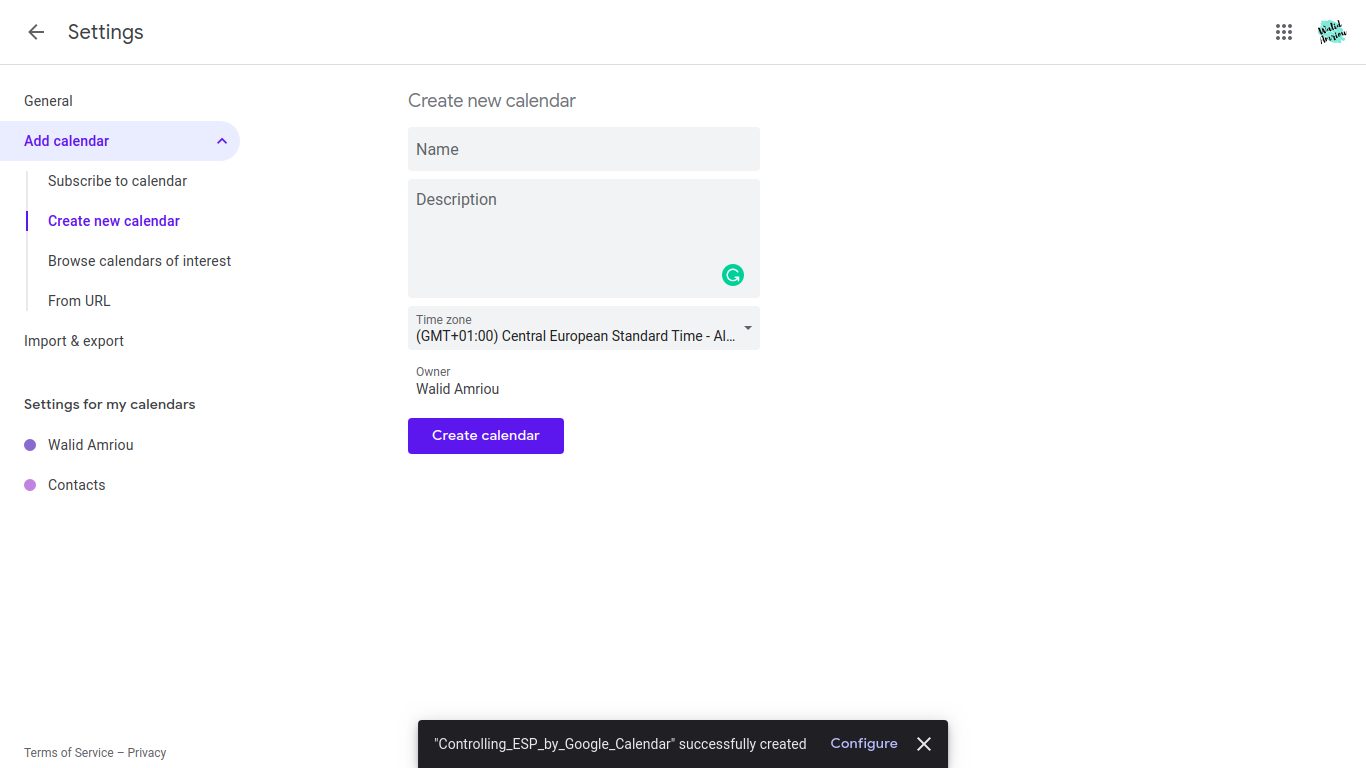 Settings
Walid
Amriou
General
Add calendar
Subscribe to calendar
Create new calendar
Browse calendars of interest
From URL
Import & export
Settings for my calendars
Walid Amriou
Contacts
Terms of Service – Privacy
Create new calendar
Name
Description
Time zone
(GMT+01:00) Central European Standard Time - Al...
Owner
Walid Amriou
Create calendar
"Controlling_ESP_by_Google_Calendar" successfully created
Configure